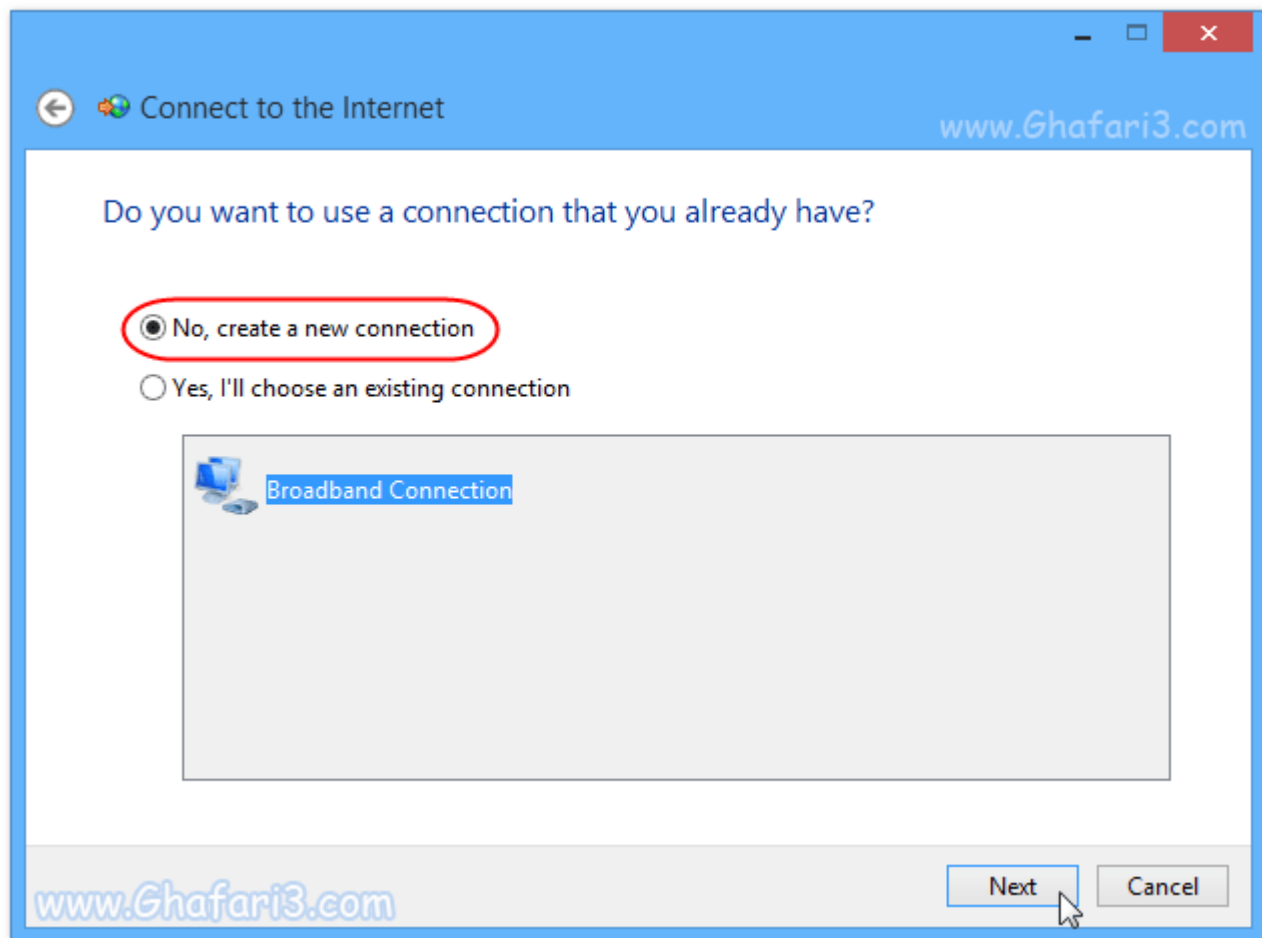 Connect to the Internet
www.Ghafari3.com
Do you want to use a connection that you already have?
No, create a new connection
Yes, I'll choose an existing connection
Broadband Connection
Next
Cancel
www.Ghafari3.com